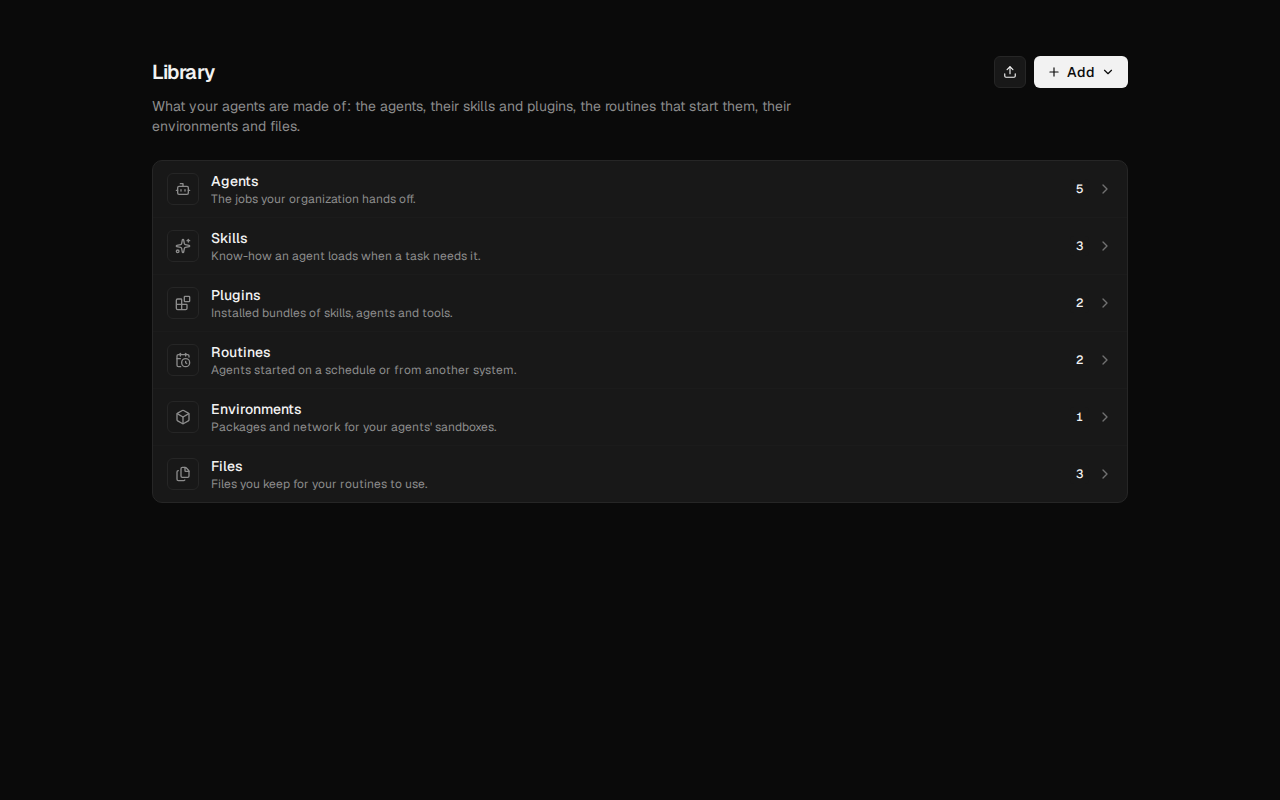 Library
Add
What your agents are made of: the agents, their skills and plugins, the routines that start them, their
environments and files.
Agents
The jobs your organization hands off.
5
Skills
Know-how an agent loads when a task needs it.
3
Plugins
Installed bundles of skills, agents and tools.
2
Routines
Agents started on a schedule or from another system.
2
Environments
Packages and network for your agents' sandboxes.
1
Files
Files you keep for your routines to use.
3